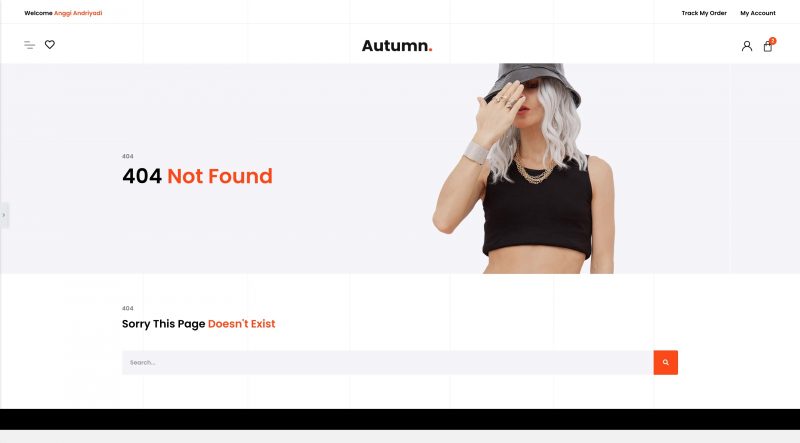 Welcome Anggi Andriyadi
Track My Order
My Account
Autumn.
404
404 Not Found
404
Sorry This Page Doesn't Exist
Search...